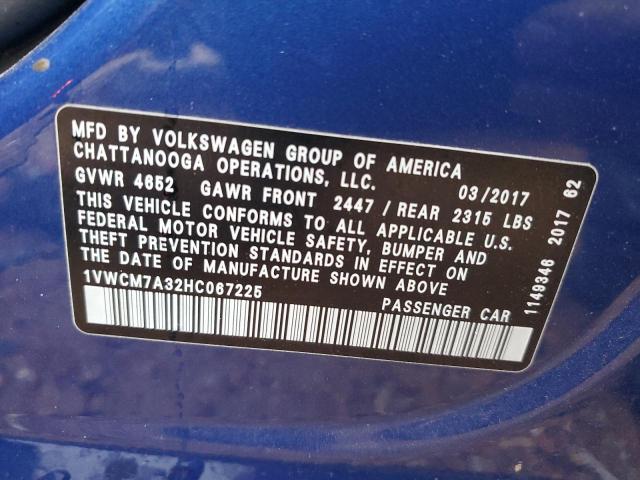 MFD BY VOLKSWAGEN GROUP OF AMERICA
CHATTANOOGA OPERATIONS, LLC. 03/2017
GVWR 4652 GAWR FRONT 2447 / REAR 2315 LBS
THIS VEHICLE CONFORMS TO ALL APPLICABLE U.S.
FEDERAL MOTOR VEHICLE SAFETY, BUMPER AND
THEFT PREVENTION STANDARDS IN EFFECT ON
THE DATE OF MANUFACTURE SHOWN ABOVE
1VWCM7A32HC067225 PASSENGER CAR
1149346 2017 62